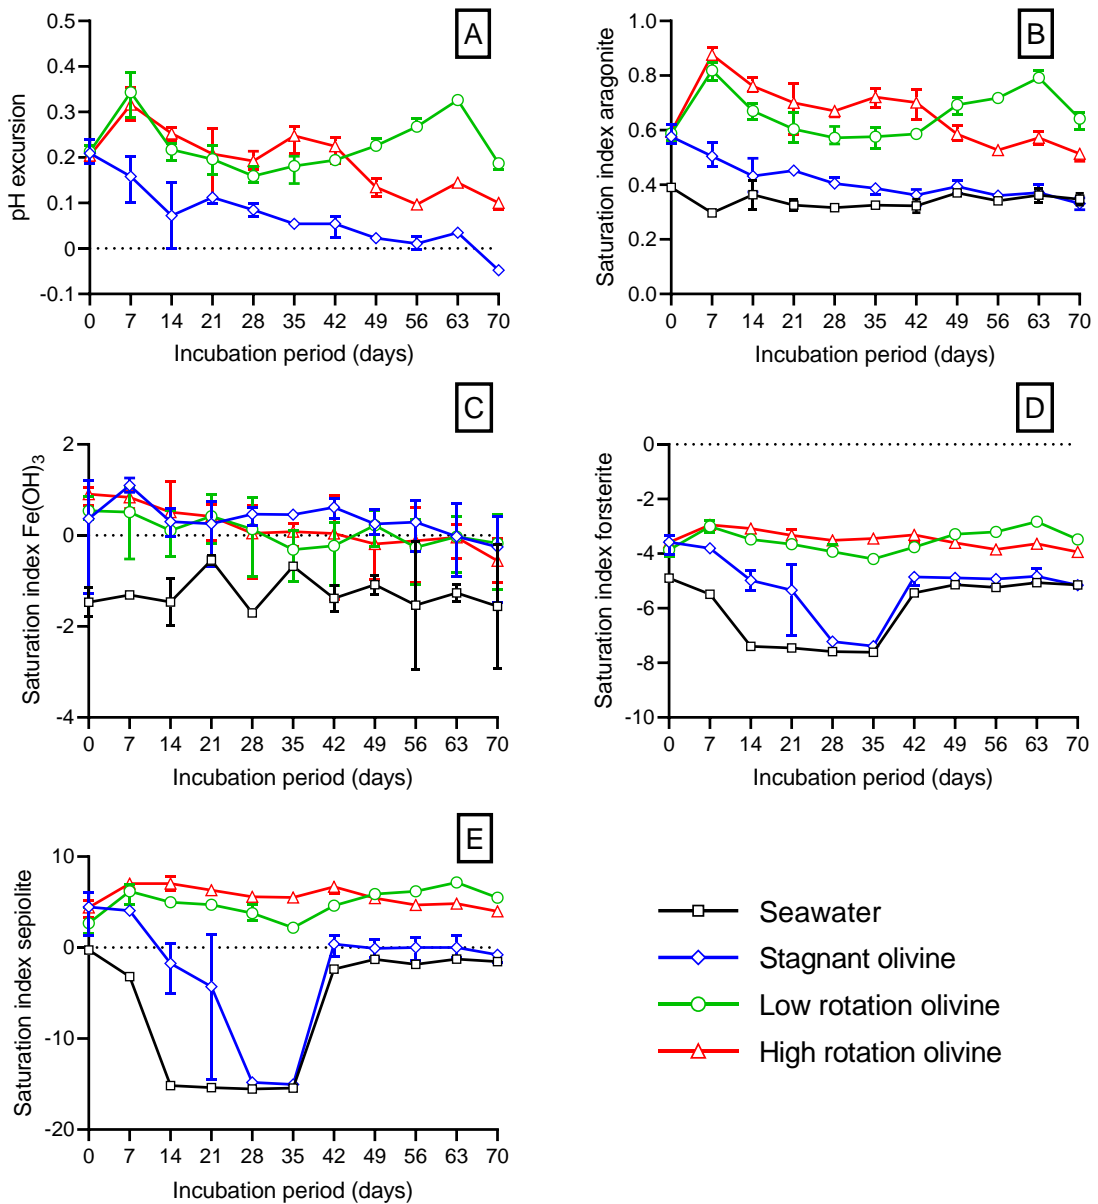 A
pH excursion
0.5
0.4
0.3
0.2
0.1
0
-0.1
0 7 14 21 28 35 42 49 56 63 70
Incubation period (days)
B
Saturation index aragonite
1.0
0.8
0.6
0.4
0.2
0.0
0 7 14 21 28 35 42 49 56 63 70
Incubation period (days)
C
Saturation index Fe(OH)3
2
0
-2
-4
0 7 14 21 28 35 42 49 56 63 70
Incubation period (days)
D
Saturation index forsterite
0
-2
-4
-6
-8
-10
0 7 14 21 28 35 42 49 56 63 70
Incubation period (days)
E
Saturation index sepiolite
10
0
-10
-20
0 7 14 21 28 35 42 49 56 63 70
Incubation period (days)
Seawater
Stagnant olivine
Low rotation olivine
High rotation olivine